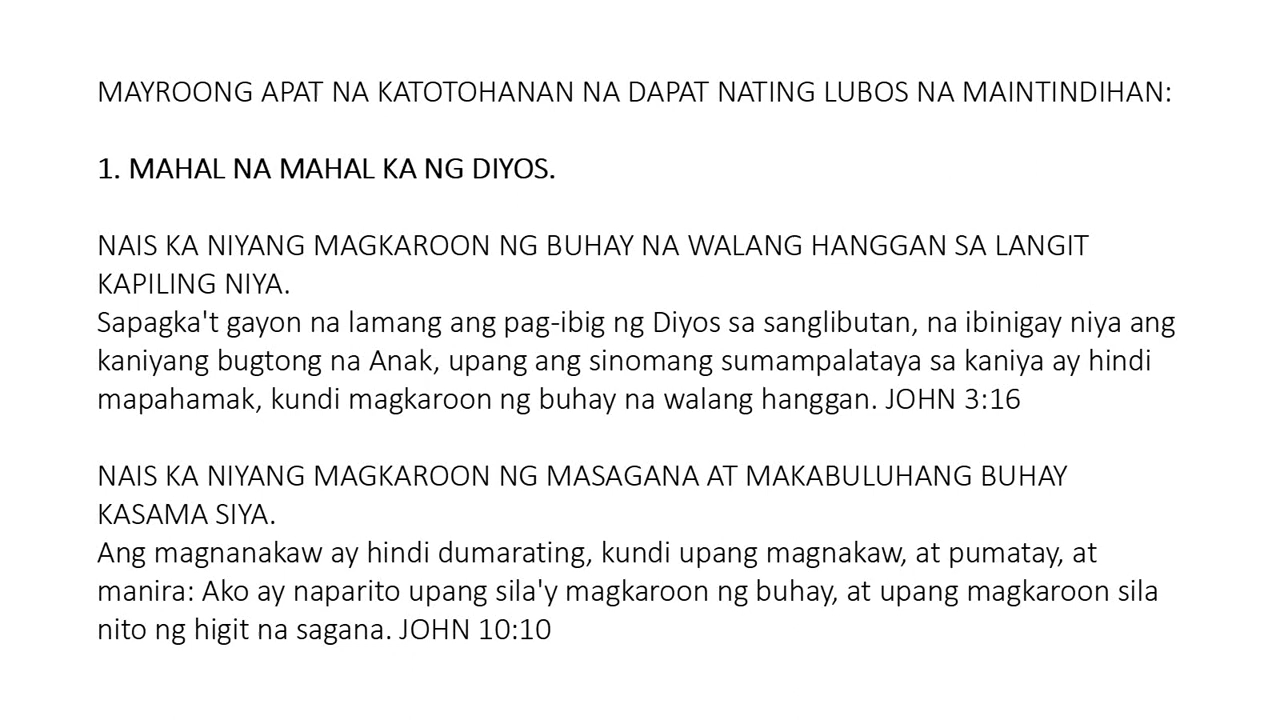 MAYROONG APAT NA KATOTOHANAN NA DAPAT NATING LUBOS NA MAINTINDIHAN:
1. MAHAL NA MAHAL KA NG DIYOS.
NAIS KA NIYANG MAGKAROON NG BUHAY NA WALANG HANGGAN SA LANGIT
KAPILING NIYA.
Sapagka't gayon na lamang ang pag-ibig ng Diyos sa sanglibutan, na ibinigay niya ang
kaniyang bugtong na Anak, upang ang sinomang sumampalataya sa kaniya ay hindi
mapahamak, kundi magkaroon ng buhay na walang hanggan. JOHN 3:16
NAIS KA NIYANG MAGKAROON NG MASAGANA AT MAKABULUHANG BUHAY
KASAMA SIYA.
Ang magnanakaw ay hindi dumarating, kundi upang magnakaw, at pumatay, at
manira: Ako ay naparito upang sila'y magkaroon ng buhay, at upang magkaroon sila
nito ng higit na sagana. JOHN 10:10